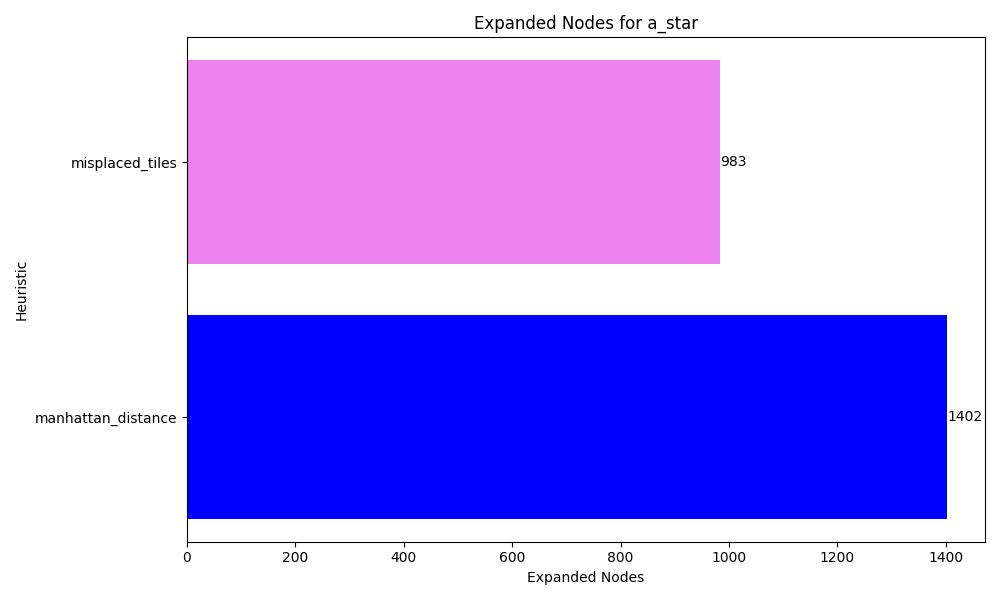 Expanded Nodes for a_star
misplaced_tiles
983
Heuristic
manhattan_distance
1402
0 200 400 600 800 1000 1200 1400
Expanded Nodes